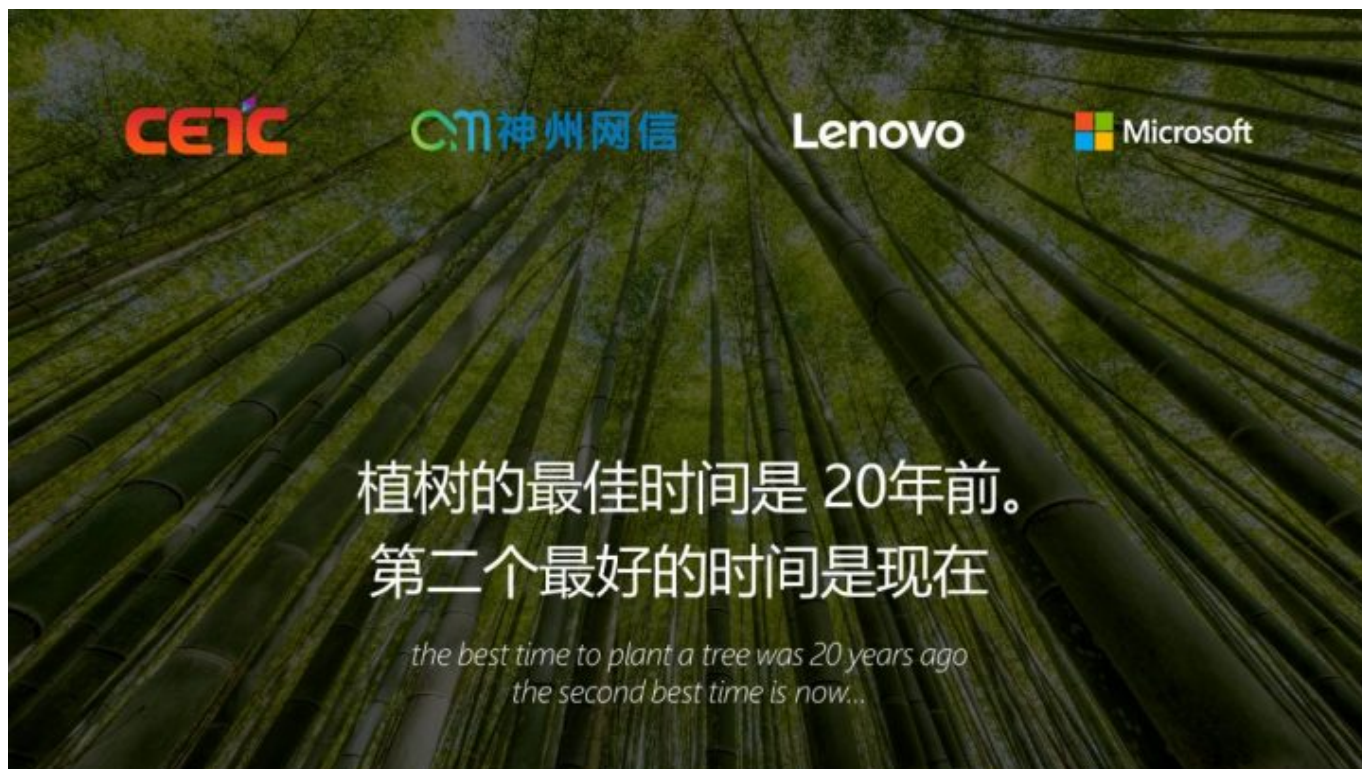 CETC
神州网信
Lenovo
Microsoft
植树的最佳时间是 20年前。
第二个最好的时间是现在
the best time to plant a tree was 20 years ago
the second best time is now...